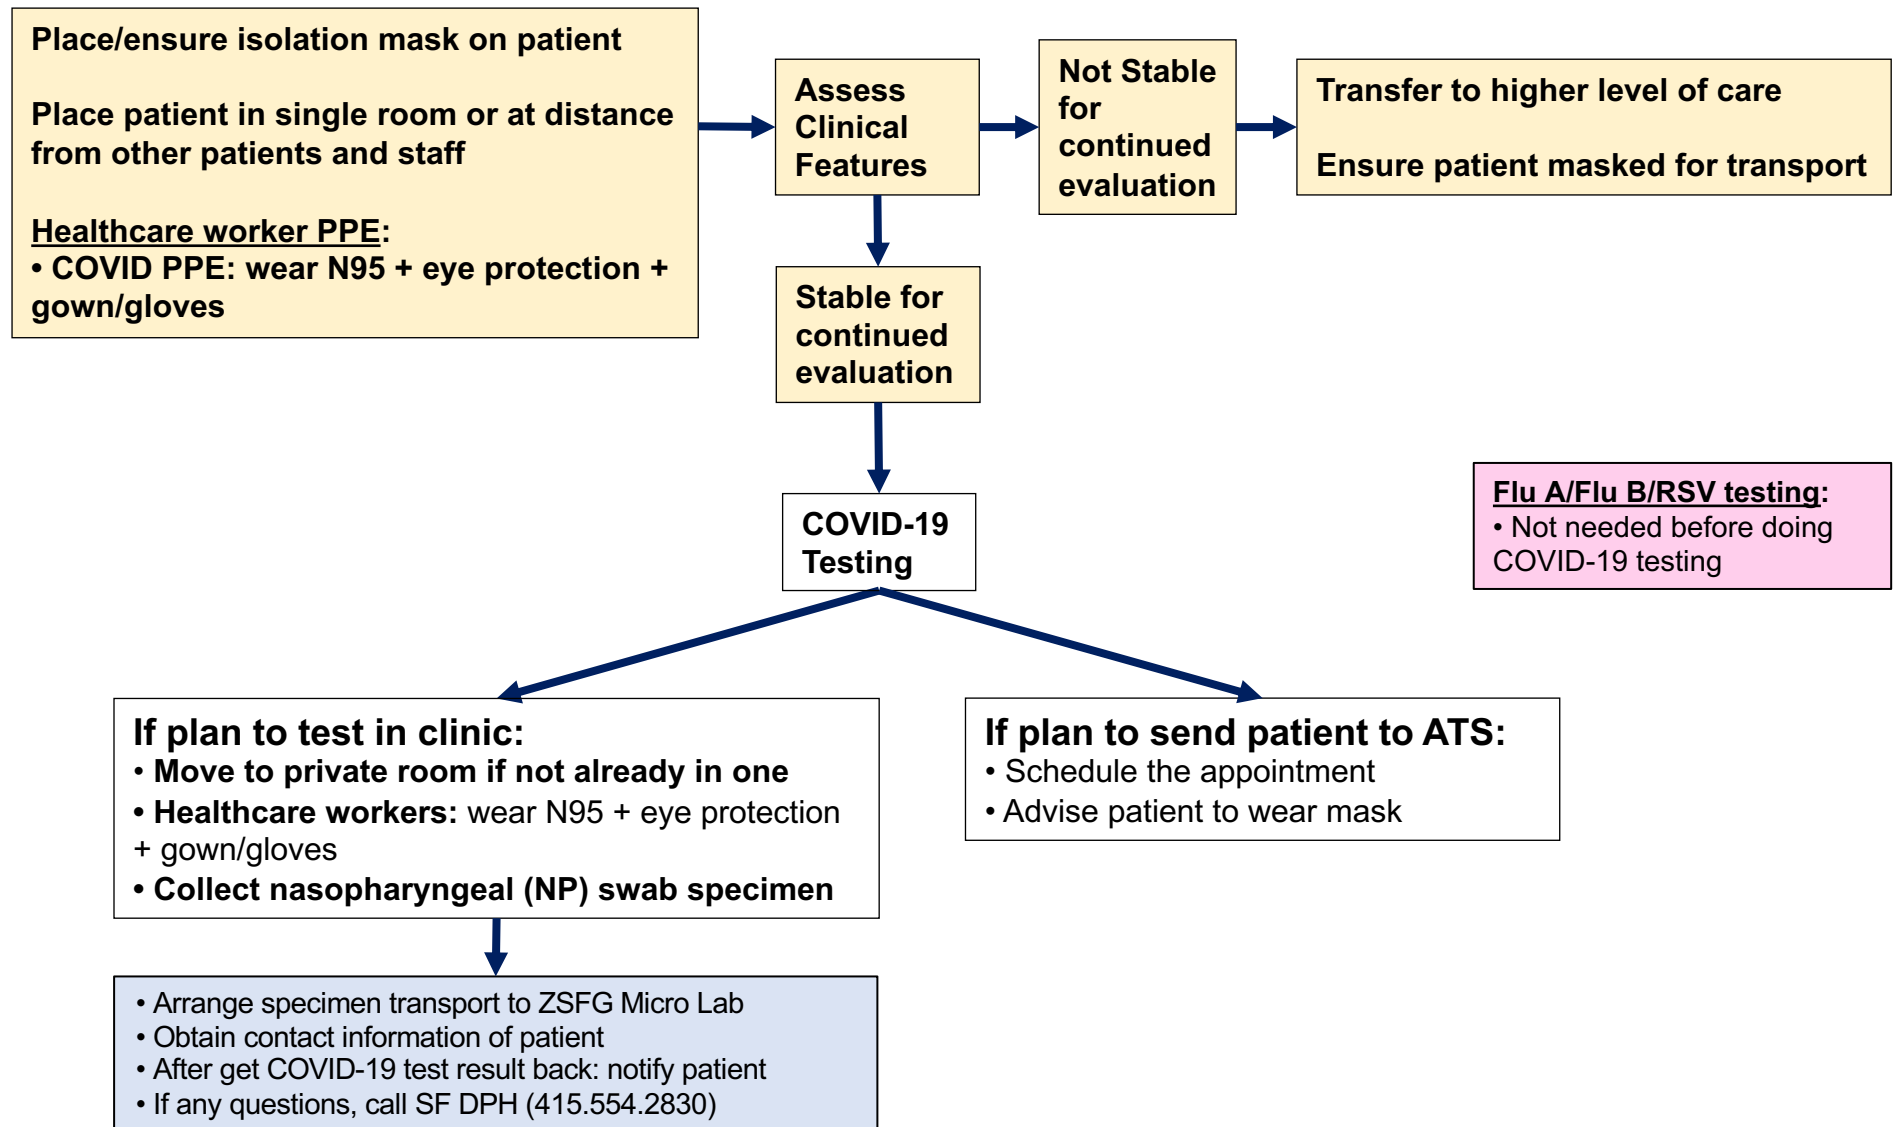 Place/ensure isolation mask on patient
Place patient in single room or at distance
from other patients and staff
Healthcare worker PPE:
• COVID PPE: wear N95 + eye protection +
gown/gloves
Assess
Clinical
Features
Not Stable
for
continued
evaluation
Transfer to higher level of care
Ensure patient masked for transport
Stable for
continued
evaluation
COVID-19
Testing
Flu A/Flu B/RSV testing:
• Not needed before doing
COVID-19 testing
If plan to test in clinic:
• Move to private room if not already in one
• Healthcare workers: wear N95 + eye protection
+ gown/gloves
• Collect nasopharyngeal (NP) swab specimen
If plan to send patient to ATS:
• Schedule the appointment
• Advise patient to wear mask
• Arrange specimen transport to ZSFG Micro Lab
• Obtain contact information of patient
• After get COVID-19 test result back: notify patient
• If any questions, call SF DPH (415.554.2830)